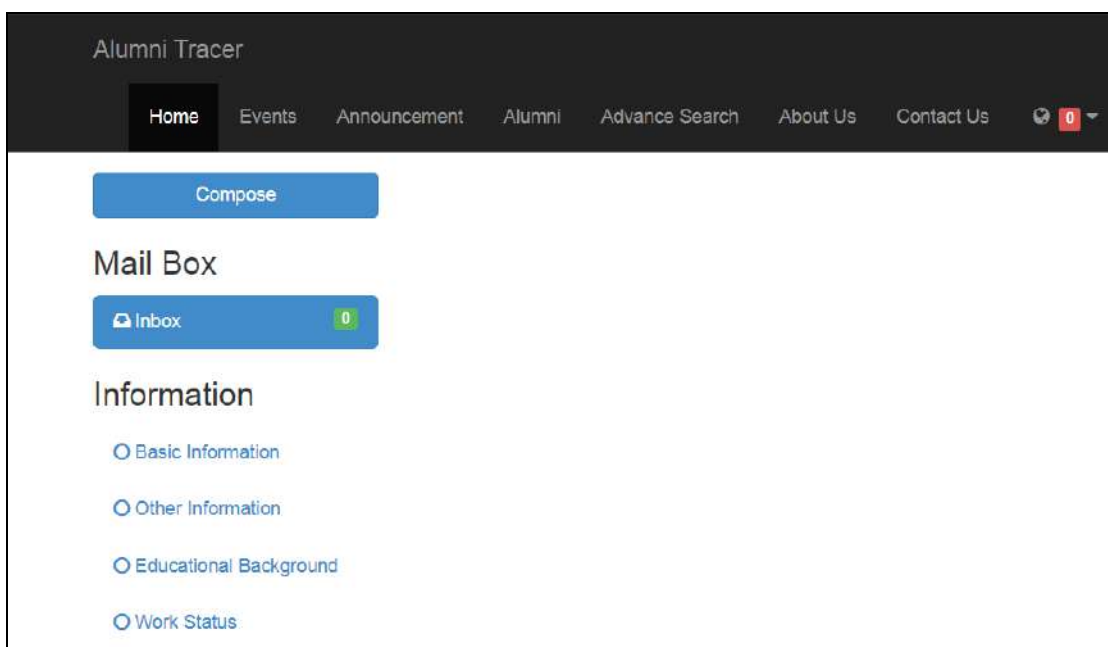 Alumni Tracer
Home Events Announcement Alumni Advance Search About Us Contact Us 0
Compose
Mail Box
Inbox 0
Information
Basic Information
Other Information
Educational Background
Work Status